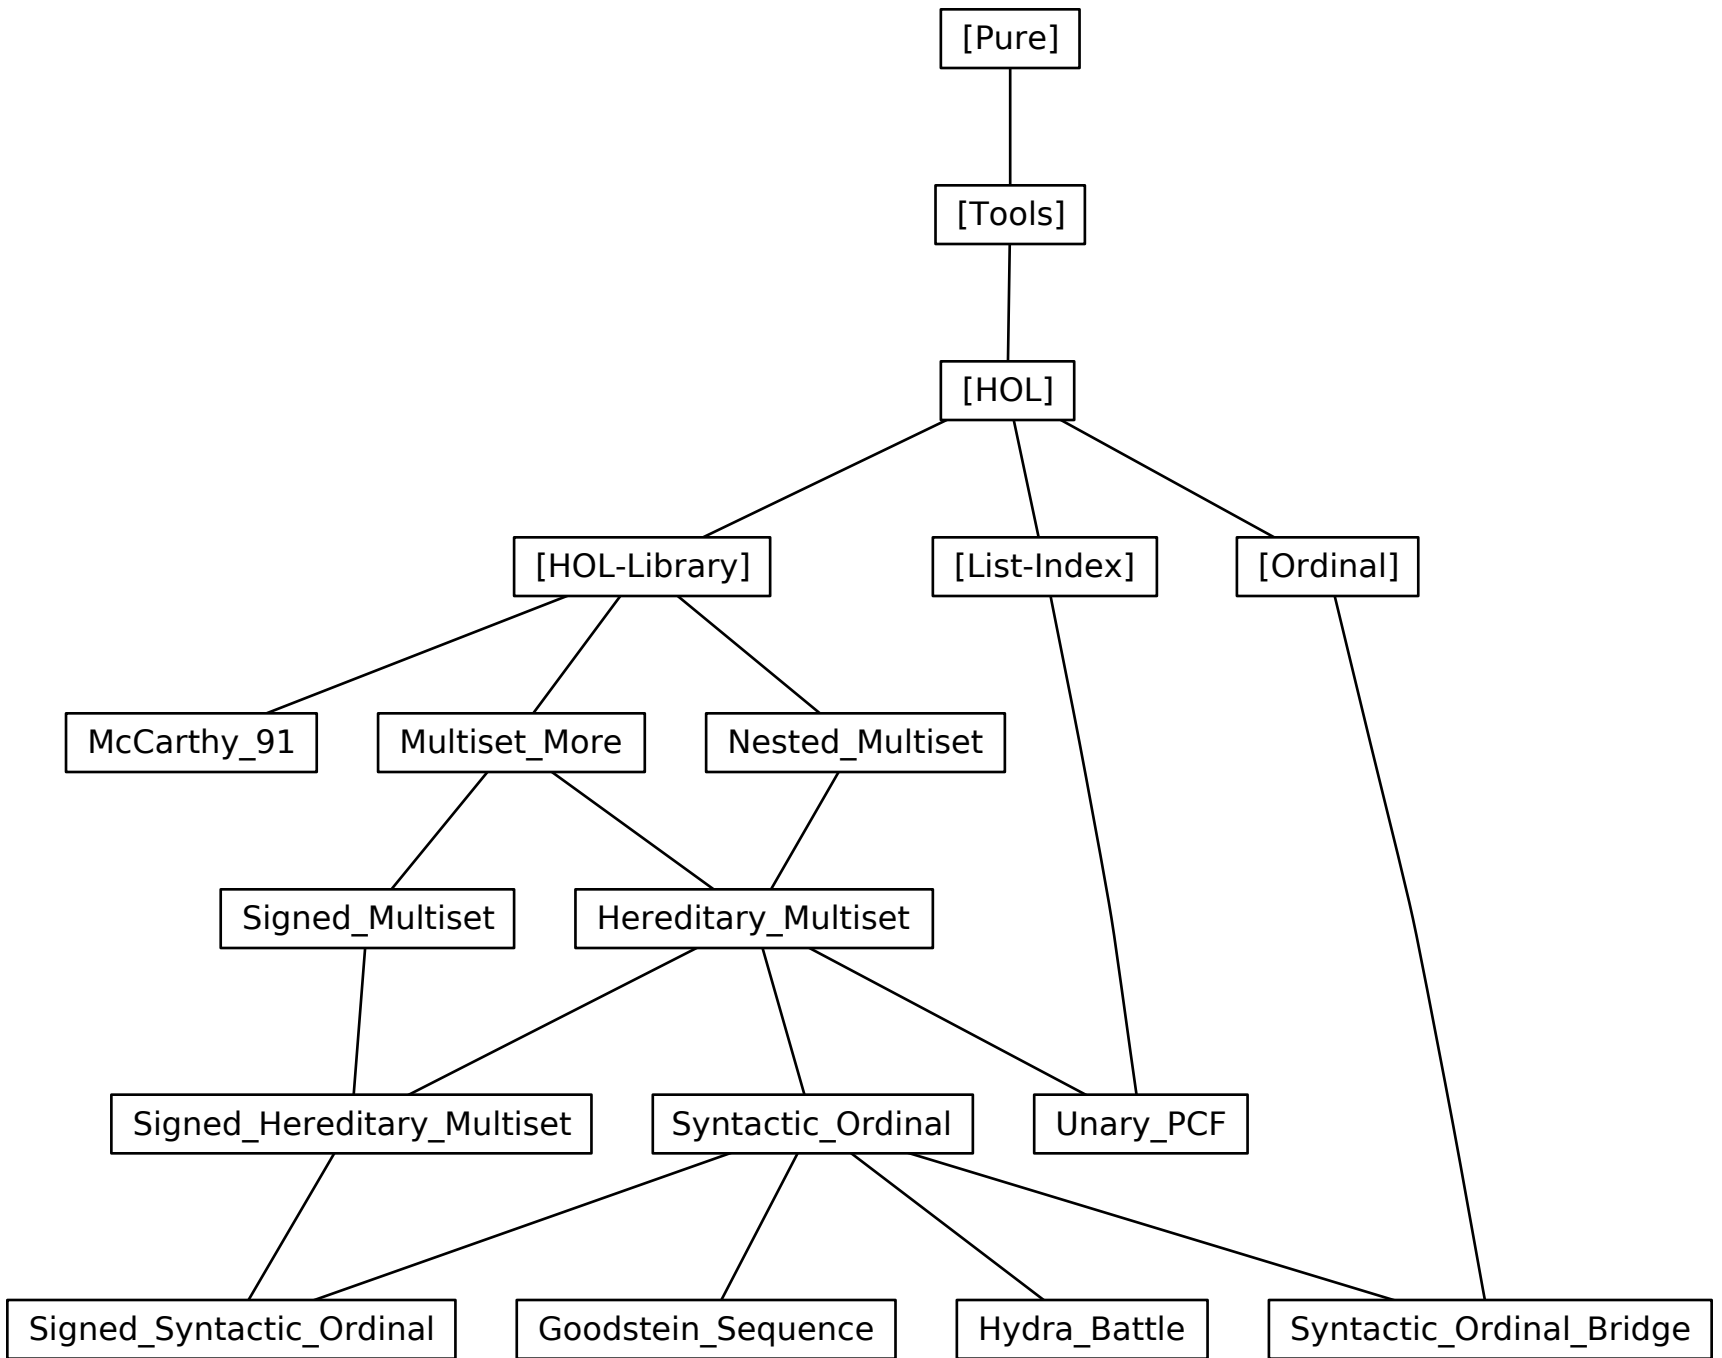 [Pure]
[Tools]
[HOL]
[HOL-Library]
[List-Index]
[Ordinal]
McCarthy_91
Multiset_More
Nested_Multiset
Signed_Multiset
Hereditary_Multiset
Signed_Hereditary_Multiset
Syntactic_Ordinal
Unary_PCF
Signed_Syntactic_Ordinal
Goodstein_Sequence
Hydra_Battle
Syntactic_Ordinal_Bridge